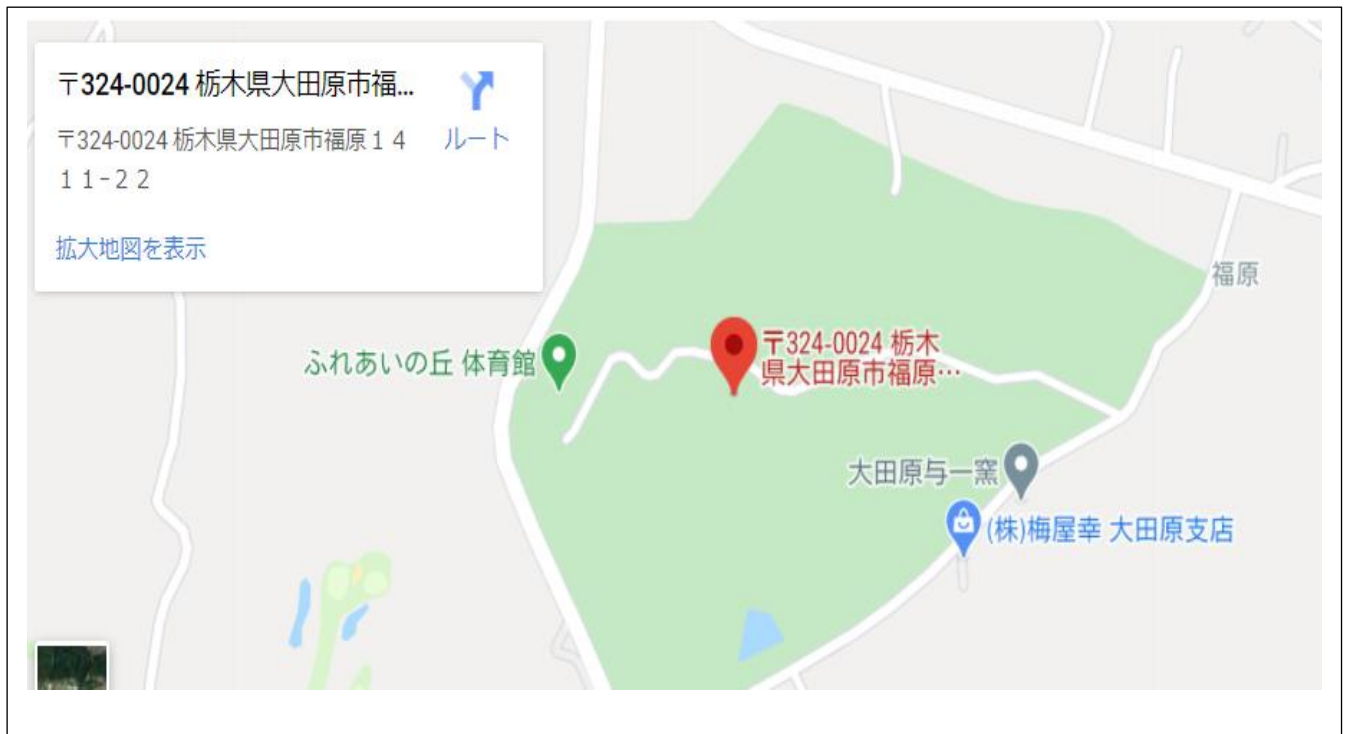 〒324-0024 栃木県大田原市福...
ルート
〒324-0024 栃木県大田原市福原１４
１１-２２
拡大地図を表示
福原
〒324-0024 栃木
県大田原市福原…
ふれあいの丘 体育館
大田原与一窯
(株)梅屋幸 大田原支店